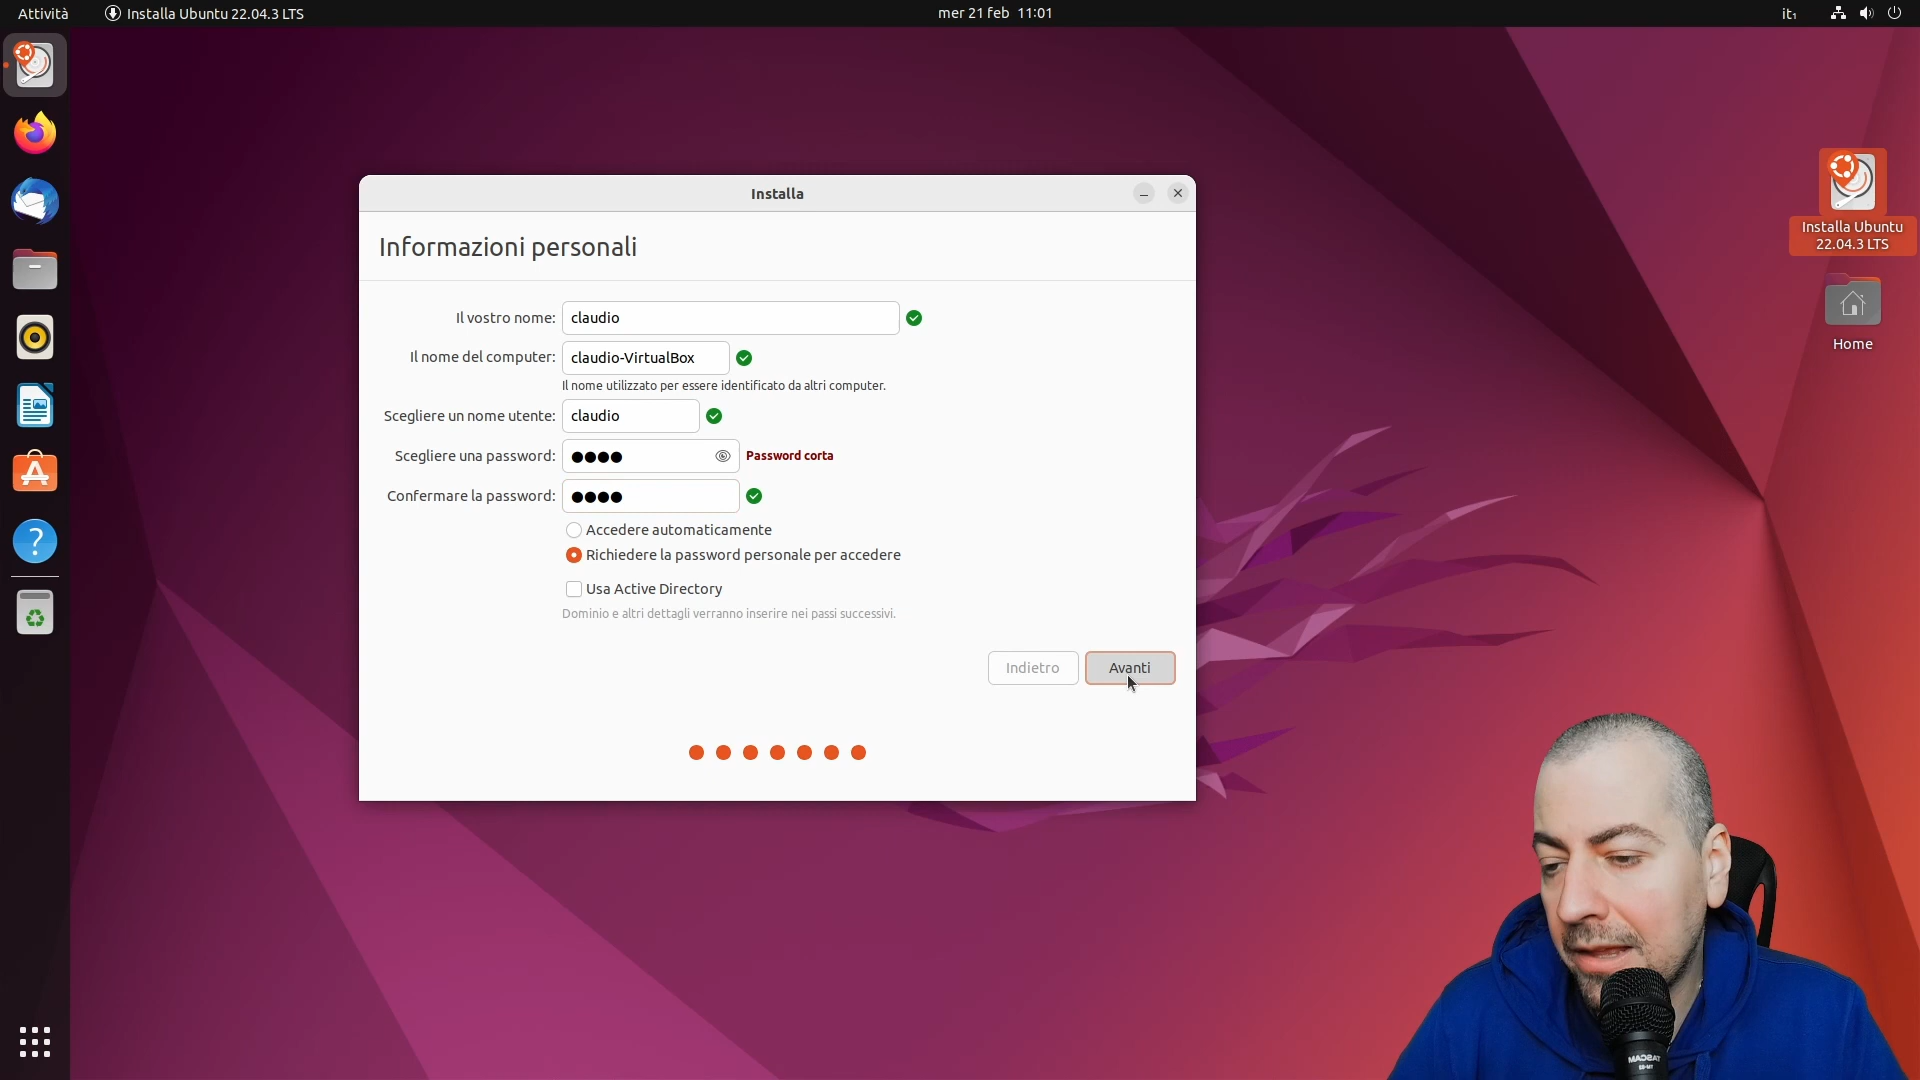 Attività
Installa Ubuntu 22.04.3 LTS
mer 21 feb 11:01
it₁
Installa
Informazioni personali
Il vostro nome:
claudio
Il nome del computer:
claudio-VirtualBox
Il nome utilizzato per essere identificato da altri computer.
Scegliere un nome utente:
claudio
Scegliere una password:
●●●●
Password corta
Confermare la password:
●●●●
Accedere automaticamente
Richiedere la password personale per accedere
Usa Active Directory
Dominio e altri dettagli verranno inserire nei passi successivi.
Indietro
Avanti
Installa Ubuntu
22.04.3 LTS
Home
TASCAM